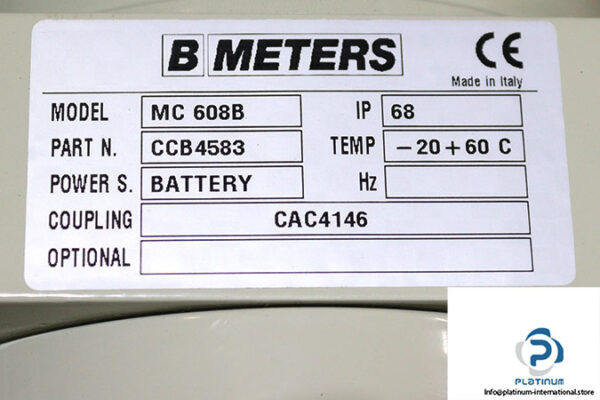 B METERS
CE
Made in Italy
MODEL MC 608B IP 68
PART N. CCB4583 TEMP -20+60 C
POWER S. BATTERY Hz
COUPLING CAC4146
OPTIONAL
PLATINUM
Info@platinum-international.store